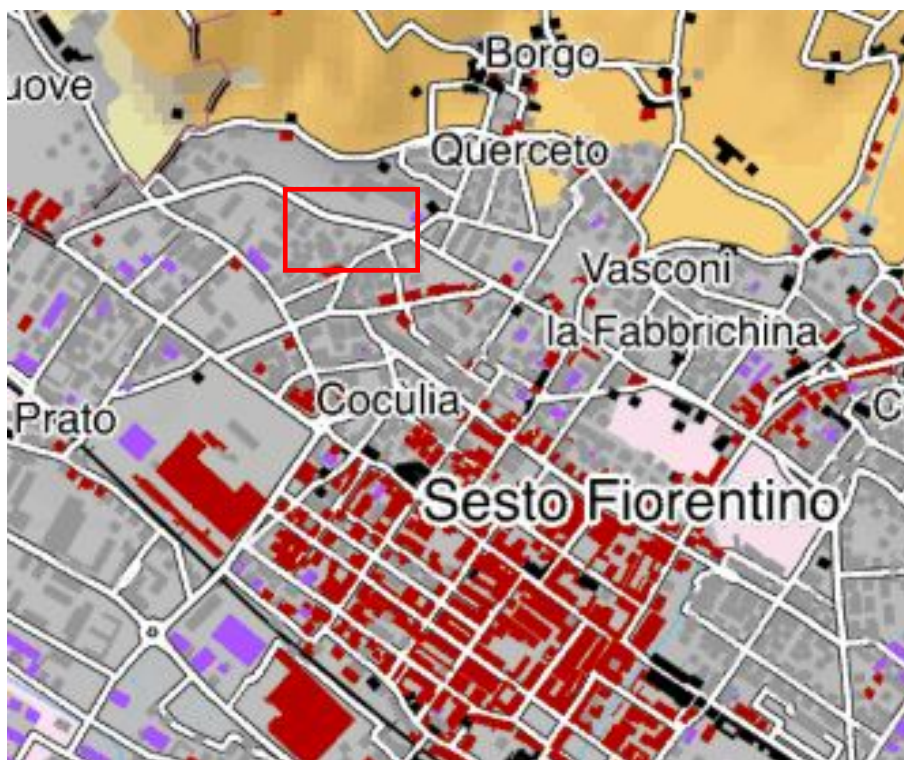 Borgo
uove
Querceto
Vasconi
la Fabbrichina
Coculia
Prato
C
Sesto Fiorentino